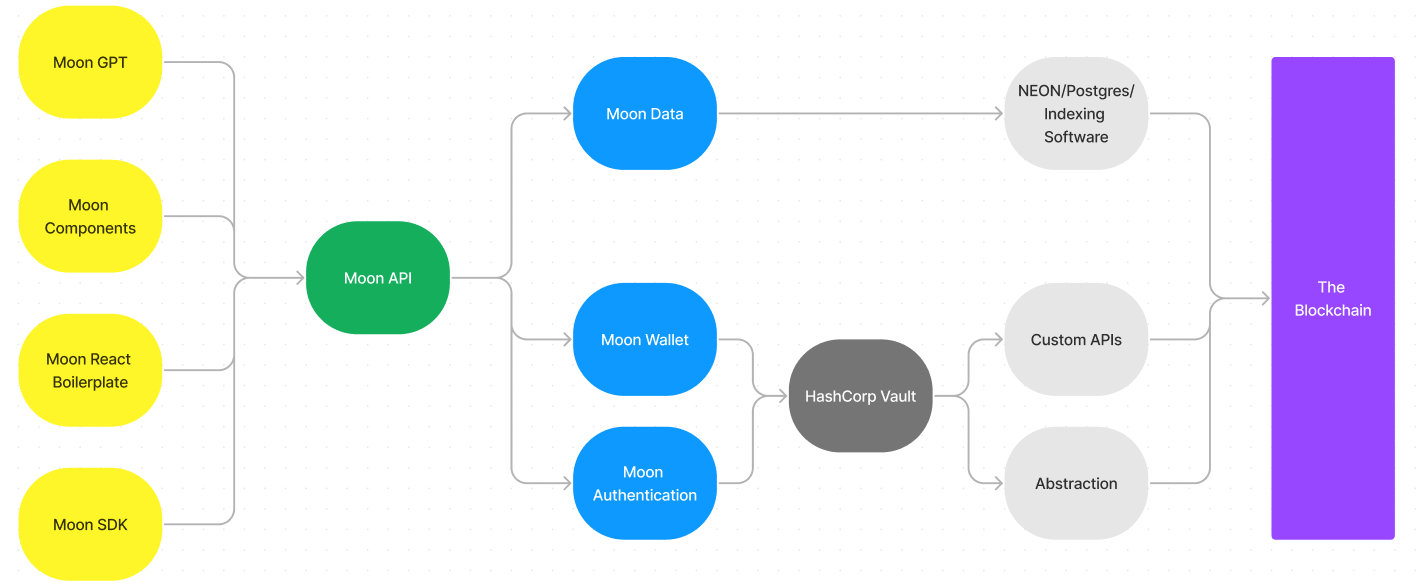 Moon GPT
Moon
Components
Moon React
Boilerplate
Moon SDK
Moon API
Moon Data
Moon Wallet
Moon
Authentication
HashCorp Vault
NEON/Postgres/
Indexing
Software
Custom APIs
Abstraction
The
Blockchain